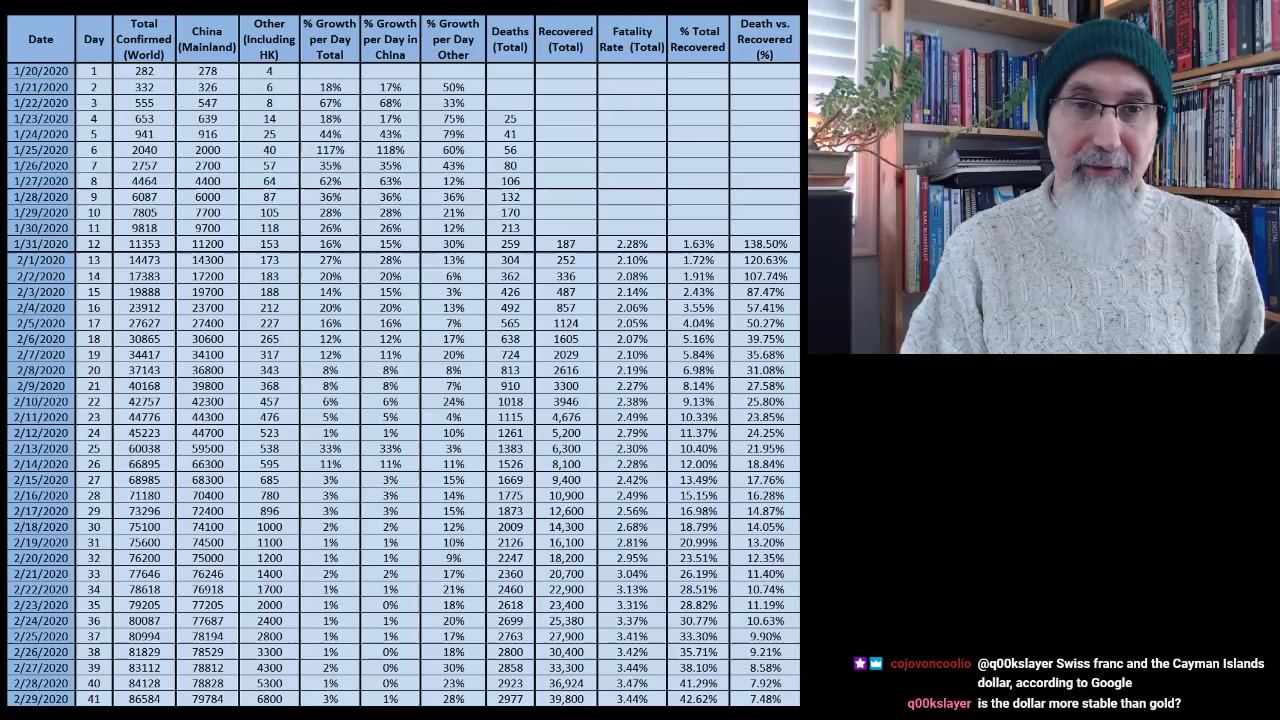 Date Day Total Confirmed (World) China (Mainland) Other (Including HK) % Growth per Day Total % Growth per Day in China % Growth per Day Other Deaths (Total) Recovered (Total) Fatality Rate (Total) % Total Recovered Death vs. Recovered (%)
1/20/2020 1 282 278 4
1/21/2020 2 332 326 6 18% 17% 50%
1/22/2020 3 555 547 8 67% 68% 33%
1/23/2020 4 653 639 14 18% 17% 75% 25
1/24/2020 5 941 916 25 44% 43% 79% 41
1/25/2020 6 2040 2000 40 117% 118% 60% 56
1/26/2020 7 2757 2700 57 35% 35% 43% 80
1/27/2020 8 4464 4400 64 62% 63% 12% 106
1/28/2020 9 6087 6000 87 36% 36% 36% 132
1/29/2020 10 7805 7700 105 28% 28% 21% 170
1/30/2020 11 9818 9700 118 26% 26% 12% 213
1/31/2020 12 11353 11200 153 16% 15% 30% 259 187 2.28% 1.63% 138.50%
2/1/2020 13 14473 14300 173 27% 28% 13% 304 252 2.10% 1.72% 120.63%
2/2/2020 14 17383 17200 183 20% 20% 6% 362 336 2.08% 1.91% 107.74%
2/3/2020 15 19888 19700 188 14% 15% 3% 426 487 2.14% 2.43% 87.47%
2/4/2020 16 23912 23700 212 20% 20% 13% 492 857 2.06% 3.55% 57.41%
2/5/2020 17 27627 27400 227 16% 16% 7% 565 1124 2.05% 4.04% 50.27%
2/6/2020 18 30865 30600 265 12% 12% 17% 638 1605 2.07% 5.16% 39.75%
2/7/2020 19 34417 34100 317 12% 11% 20% 724 2029 2.10% 5.84% 35.68%
2/8/2020 20 37143 36800 343 8% 8% 8% 813 2616 2.19% 6.98% 31.08%
2/9/2020 21 40168 39800 368 8% 8% 7% 910 3300 2.27% 8.14% 27.58%
2/10/2020 22 42757 42300 457 6% 6% 24% 1018 3946 2.38% 9.13% 25.80%
2/11/2020 23 44776 44300 476 5% 5% 4% 1115 4,676 2.49% 10.33% 23.85%
2/12/2020 24 45223 44700 523 1% 1% 10% 1261 5,200 2.79% 11.37% 24.25%
2/13/2020 25 60038 59500 538 33% 33% 3% 1383 6,300 2.30% 10.40% 21.95%
2/14/2020 26 66895 66300 595 11% 11% 11% 1526 8,100 2.28% 12.00% 18.84%
2/15/2020 27 68985 68300 685 3% 3% 15% 1669 9,400 2.42% 13.49% 17.76%
2/16/2020 28 71180 70400 780 3% 3% 14% 1775 10,900 2.49% 15.15% 16.28%
2/17/2020 29 73296 72400 896 3% 3% 15% 1873 12,600 2.56% 16.98% 14.87%
2/18/2020 30 75100 74100 1000 2% 2% 12% 2009 14,300 2.68% 18.79% 14.05%
2/19/2020 31 75600 74500 1100 1% 1% 10% 2126 16,100 2.81% 20.99% 13.20%
2/20/2020 32 76200 75000 1200 1% 1% 9% 2247 18,200 2.95% 23.51% 12.35%
2/21/2020 33 77646 76246 1400 2% 2% 17% 2360 20,700 3.04% 26.19% 11.40%
2/22/2020 34 78618 76918 1700 1% 1% 21% 2460 22,900 3.13% 28.51% 10.74%
2/23/2020 35 79205 77205 2000 1% 0% 18% 2618 23,400 3.31% 28.82% 11.19%
2/24/2020 36 80087 77687 2400 1% 1% 20% 2699 25,380 3.37% 30.77% 10.63%
2/25/2020 37 80994 78194 2800 1% 1% 17% 2763 27,900 3.41% 33.30% 9.90%
2/26/2020 38 81829 78529 3300 1% 0% 18% 2800 30,400 3.42% 35.71% 9.21%
2/27/2020 39 83112 78812 4300 2% 0% 30% 2858 33,300 3.44% 38.10% 8.58%
2/28/2020 40 84128 78828 5300 1% 0% 23% 2923 36,924 3.47% 41.29% 7.92%
2/29/2020 41 86584 79784 6800 3% 1% 28% 2977 39,800 3.44% 42.62% 7.48%
cojovoncoolio @q00kslayer Swiss franc and the Cayman Islands
dollar, according to Google
q00kslayer is the dollar more stable than gold?